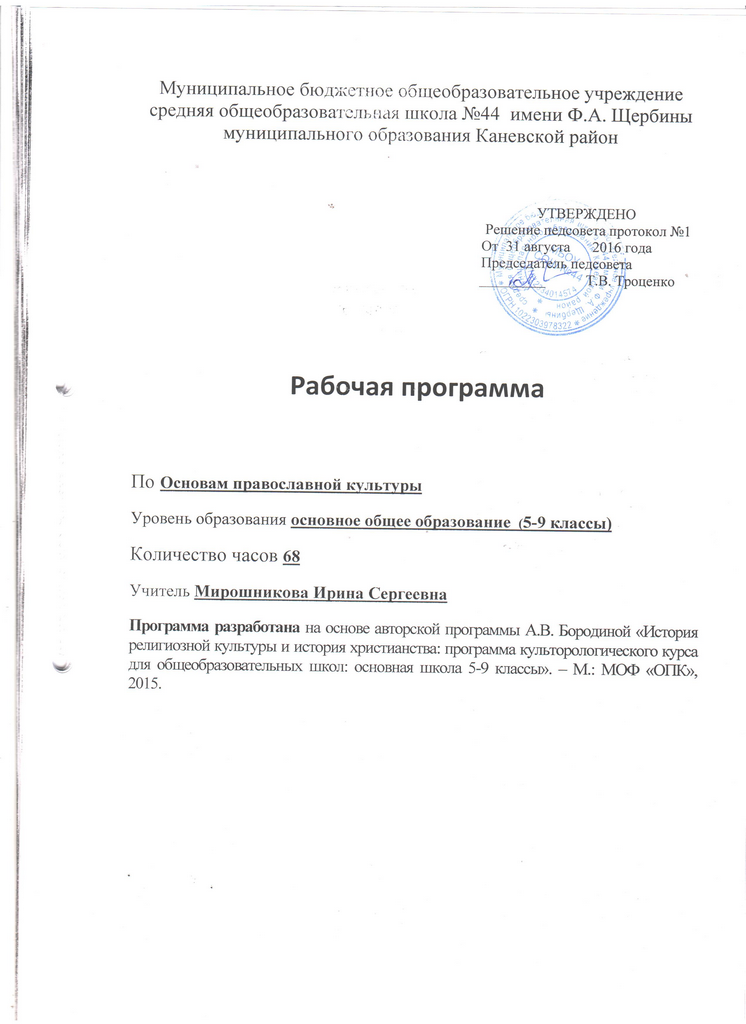 Муниципальное бюджетное общеобразовательное учреждение
средняя общеобразовательная школа №44 имени Ф.А. Щербины
муниципального образования Каневской район
УТВЕРЖДЕНО
Решение педсовета протокол №1
От 31 августа 2016 года
Председатель педсовета
Т.В. Троценко
ОГРН 1022303978322
Рабочая программа
По Основам православной культуры
Уровень образования основное общее образование (5-9 классы)
Количество часов 68
Учитель Мирошникова Ирина Сергеевна
Программа разработана на основе авторской программы А.В. Бородиной «История
религиозной культуры и история христианства: программа культорологического курса
для общеобразовательных школ: основная школа 5-9 классы». – М.: МОФ «ОПК»,
2015.